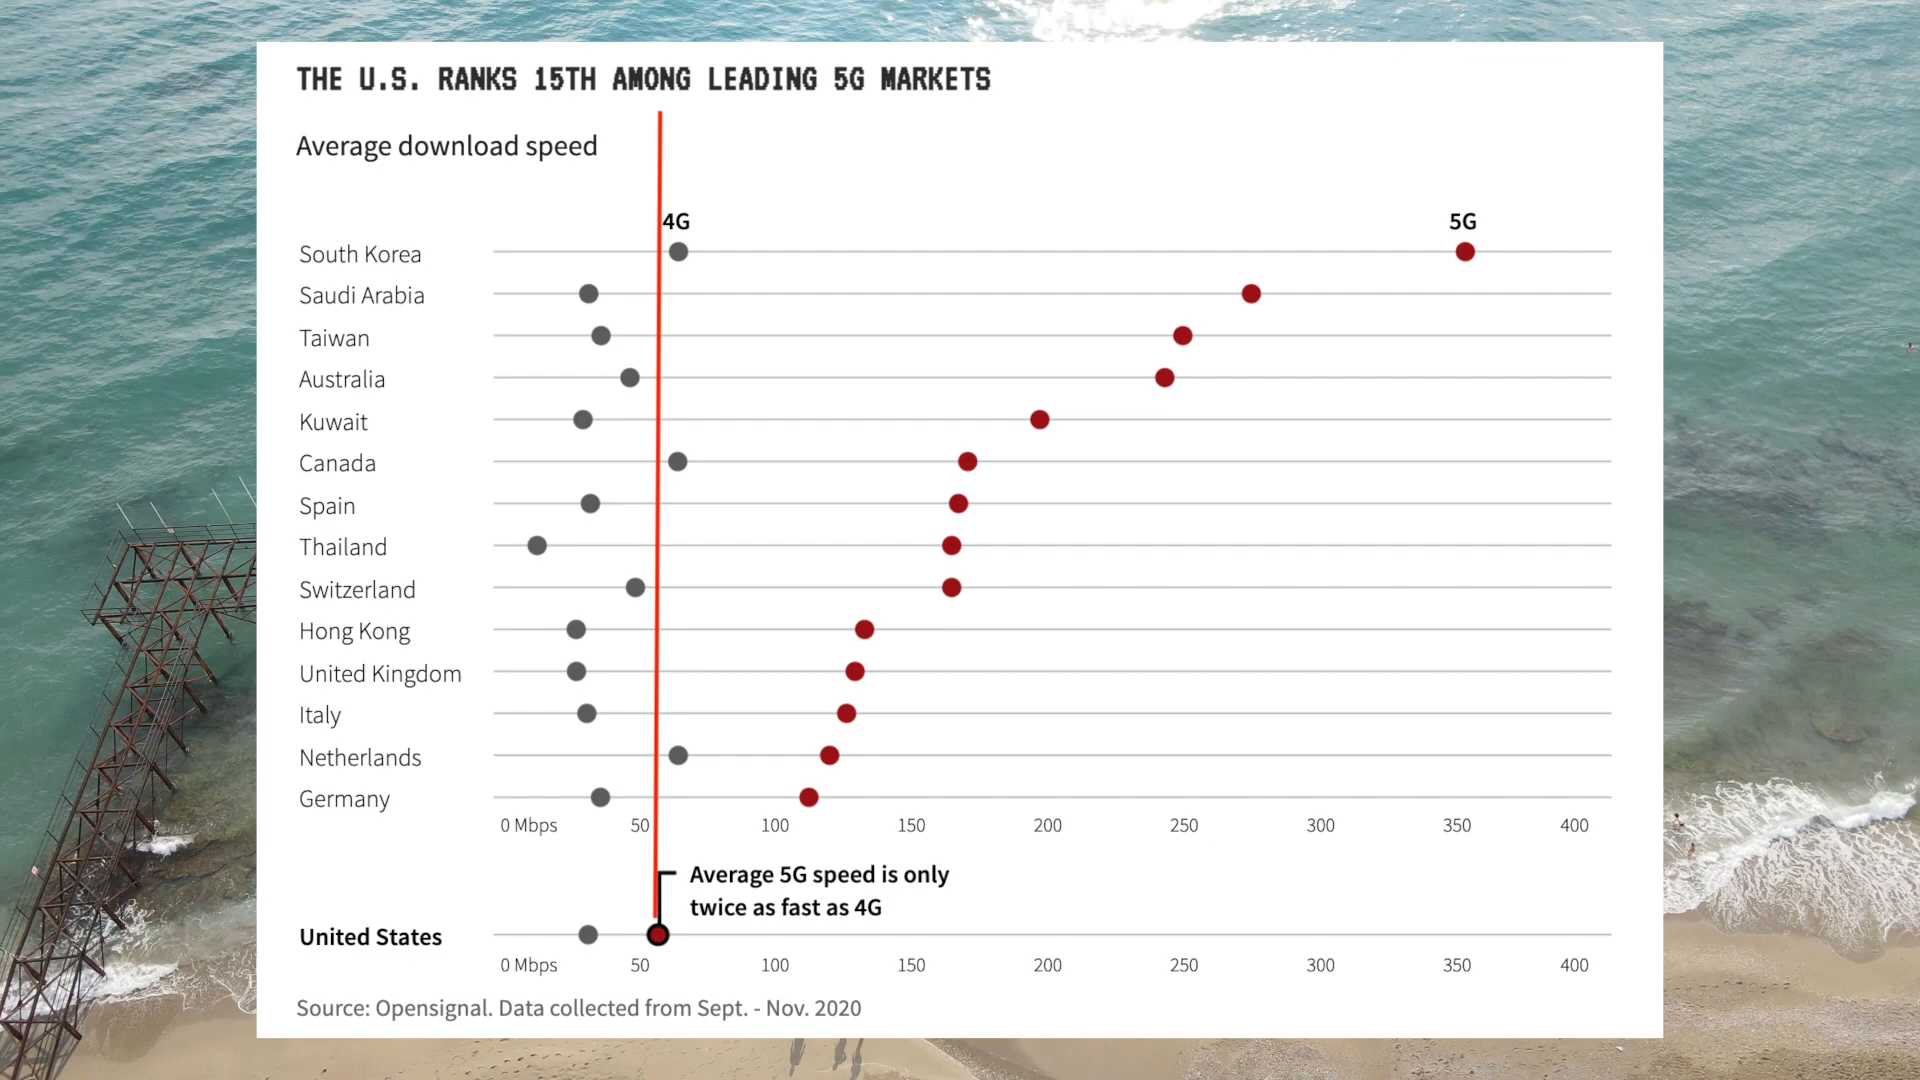 THE U.S. RANKS 15TH AMONG LEADING 5G MARKETS
Average download speed
4G 5G
South Korea
Saudi Arabia
Taiwan
Australia
Kuwait
Canada
Spain
Thailand
Switzerland
Hong Kong
United Kingdom
Italy
Netherlands
Germany
0 Mbps 50 100 150 200 250 300 350 400
Average 5G speed is only
twice as fast as 4G
United States
0 Mbps 50 100 150 200 250 300 350 400
Source: Opensignal. Data collected from Sept. - Nov. 2020